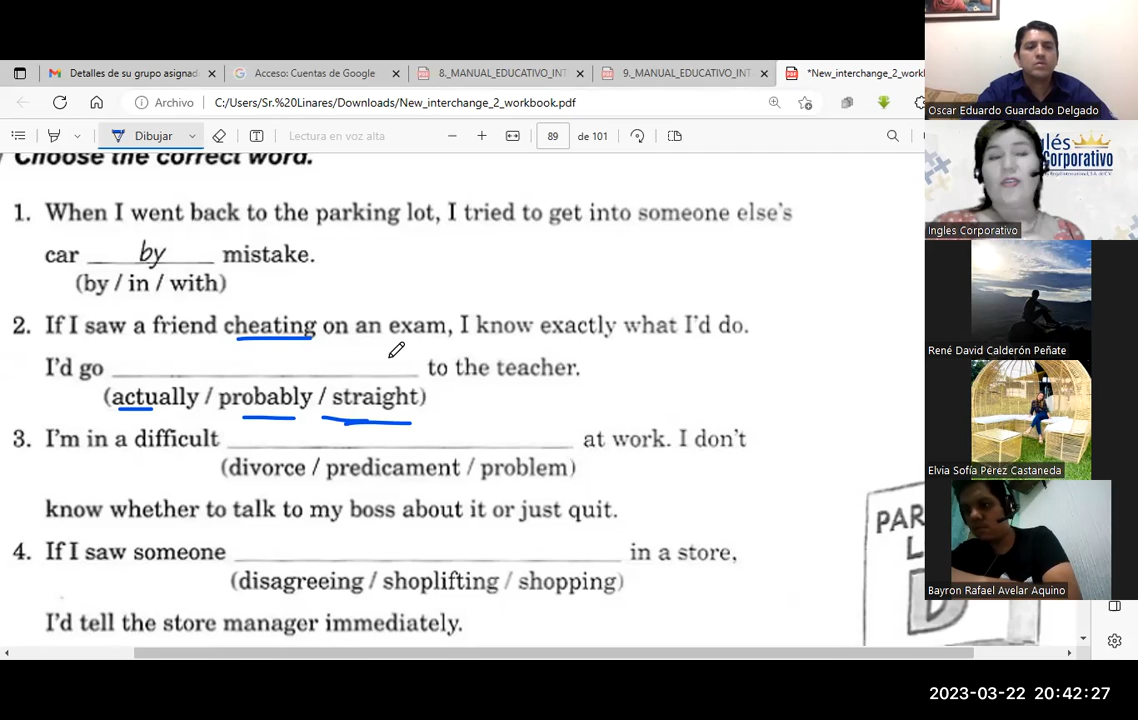 Detalles de su grupo asignad
Acceso: Cuentas de Google
8._MANUAL_EDUCATIVO_INT
9._MANUAL_EDUCATIVO_INT
*New_interchange_2_workl
Archivo
C:/Users/Sr.%20Linares/Downloads/New_interchange_2_workbook.pdf
Dibujar
Lectura en voz alta
89 de 101
Choose the correct word.
1. When I went back to the parking lot, I tried to get into someone else's
car by mistake.
(by / in / with)
2. If I saw a friend cheating on an exam, I know exactly what I'd do.
I'd go ______ to the teacher.
(actually / probably / straight)
3. I'm in a difficult ______ at work. I don't
(divorce / predicament / problem)
know whether to talk to my boss about it or just quit.
4. If I saw someone ______ in a store,
(disagreeing / shoplifting / shopping)
I'd tell the store manager immediately.
PAR
L
Oscar Eduardo Guardado Delgado
glés
Corporativo
Ingles Corporativo
René David Calderón Peñate
Elvia Sofía Pérez Castaneda
Bayron Rafael Avelar Aquino
2023-03-22 20:42:27